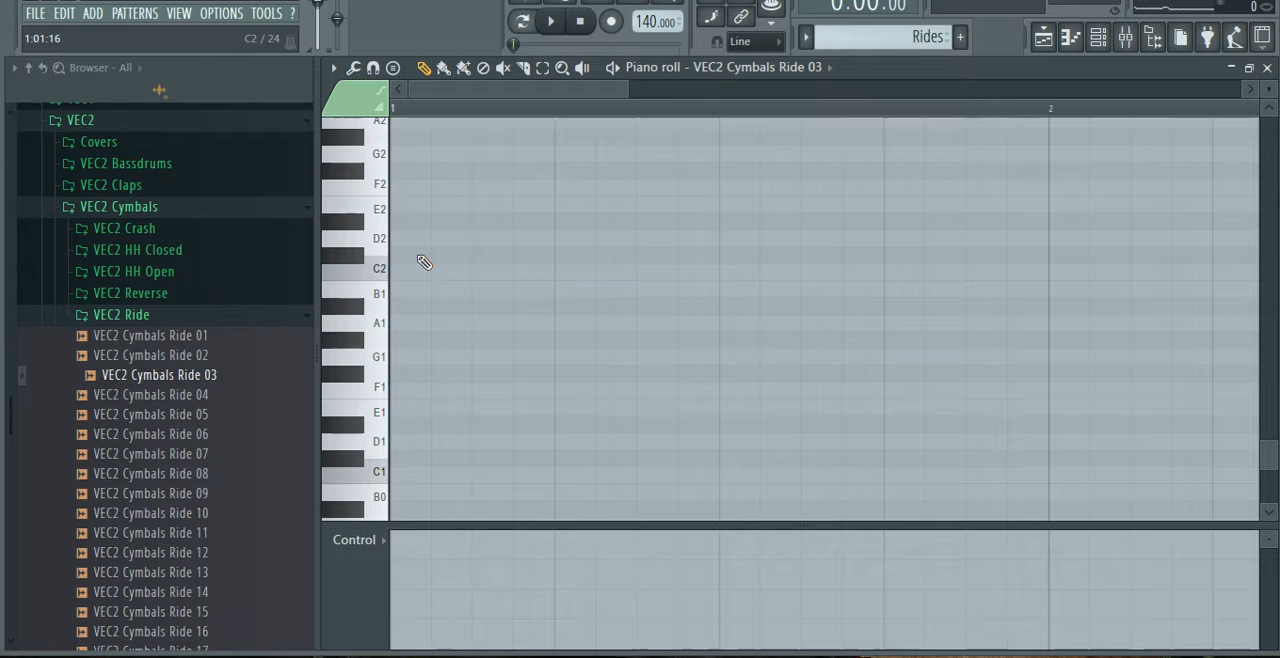 FILE EDIT ADD PATTERNS VIEW OPTIONS TOOLS ?
1:01:16 C2 / 24
140.000
0:00:00
0
Line
Rides
Browser - All
Piano roll - VEC2 Cymbals Ride 03
1 2
VEC2
Covers
VEC2 Bassdrums
VEC2 Claps
VEC2 Cymbals
VEC2 Crash
VEC2 HH Closed
VEC2 HH Open
VEC2 Reverse
VEC2 Ride
VEC2 Cymbals Ride 01
VEC2 Cymbals Ride 02
VEC2 Cymbals Ride 03
VEC2 Cymbals Ride 04
VEC2 Cymbals Ride 05
VEC2 Cymbals Ride 06
VEC2 Cymbals Ride 07
VEC2 Cymbals Ride 08
VEC2 Cymbals Ride 09
VEC2 Cymbals Ride 10
VEC2 Cymbals Ride 11
VEC2 Cymbals Ride 12
VEC2 Cymbals Ride 13
VEC2 Cymbals Ride 14
VEC2 Cymbals Ride 15
VEC2 Cymbals Ride 16
VEC2 Cymbals Ride 17
A2
G2
F2
E2
D2
C2
B1
A1
G1
F1
E1
D1
C1
B0
Control